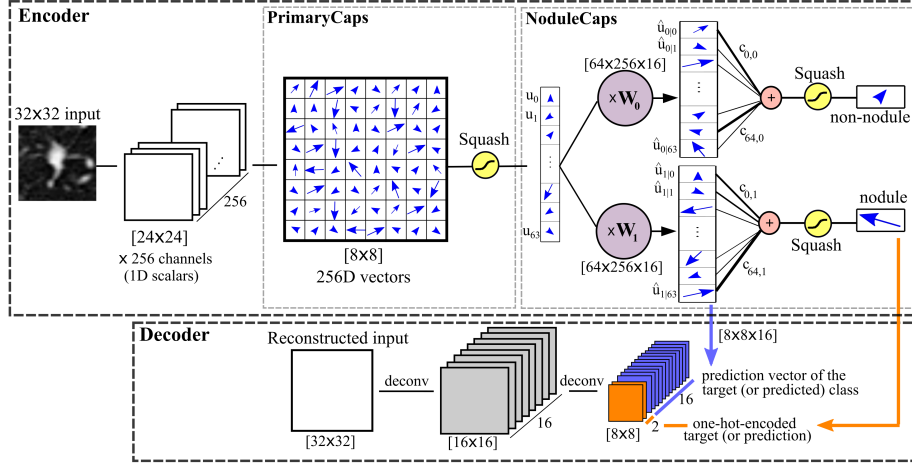 Encoder
PrimaryCaps
NoduleCaps
32x32 input
256
[24x24]
× 256 channels
(1D scalars)
[8x8]
256D vectors
Squash
u0
u1
u63
[64x256x16]
×W0
[64x256x16]
×W1
û0|0
û0|1
û0|63
c0,0
c64,0
+
Squash
non-nodule
û1|0
û1|1
û1|63
c0,1
c64,1
+
Squash
nodule
Decoder
Reconstructed input
[32x32]
deconv
[16x16]
16
deconv
[8x8]
2
16
[8x8x16]
prediction vector of the
target (or predicted) class
one-hot-encoded
target (or prediction)